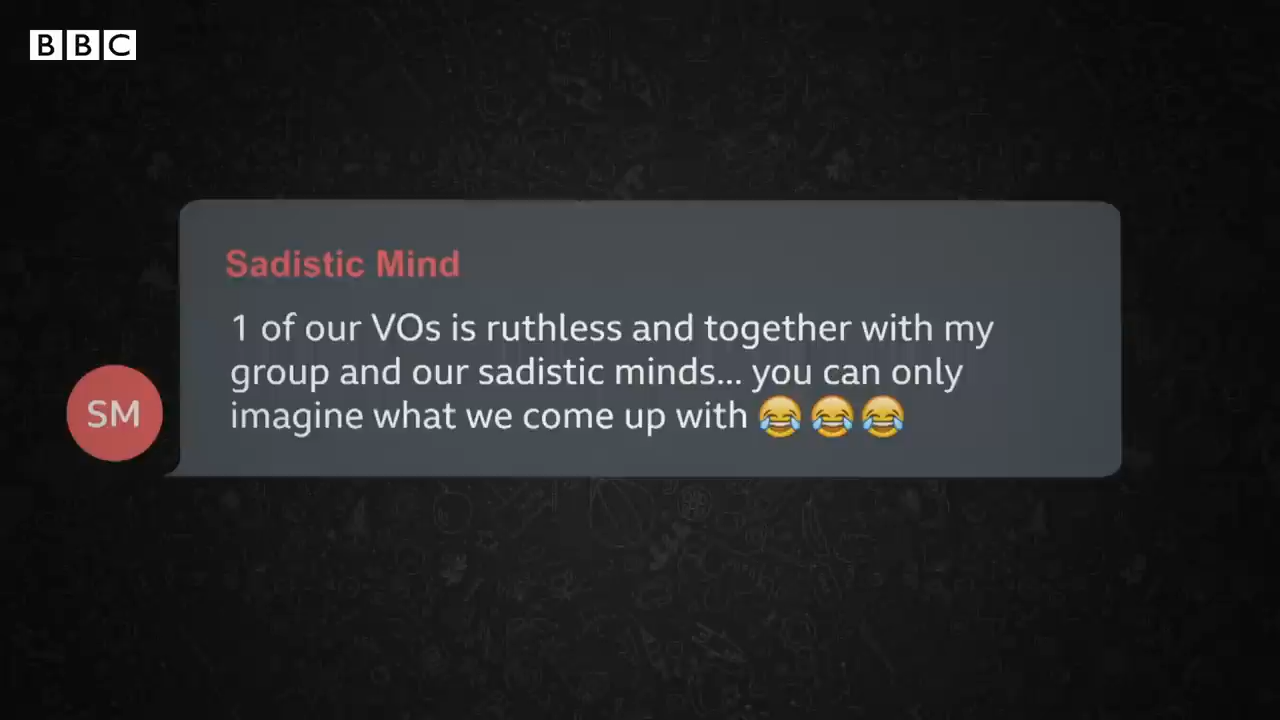 BBC
Sadistic Mind
1 of our VOs is ruthless and together with my
group and our sadistic minds... you can only
imagine what we come up with 😂 😂 😂
SM